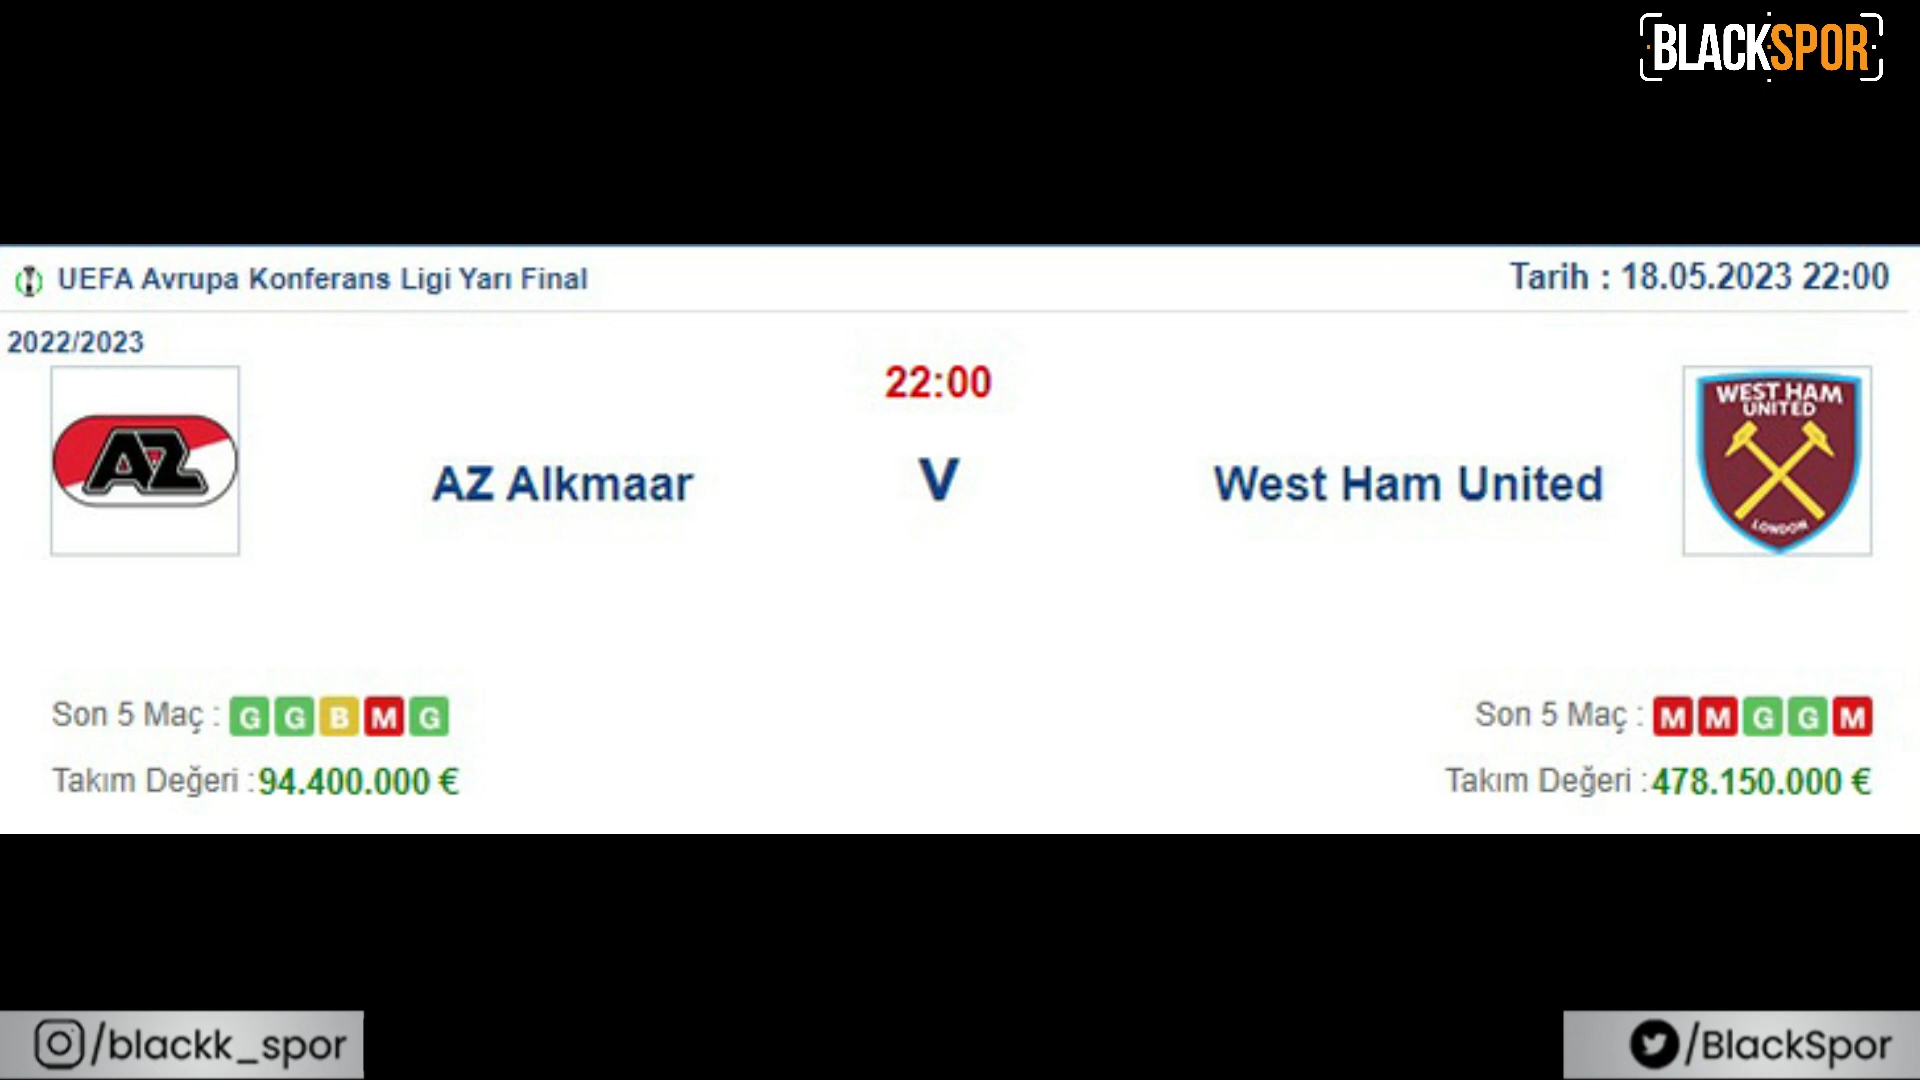 BLACKSPOR
UEFA Avrupa Konferans Ligi Yarı Final
Tarih : 18.05.2023 22:00
2022/2023
22:00
AZ
AZ Alkmaar
V
West Ham United
WEST HAM
UNITED
LONDON
Son 5 Maç : G G B M G
Son 5 Maç : M M G G M
Takım Değeri :94.400.000 €
Takım Değeri :478.150.000 €
/blackk_spor
/BlackSpor